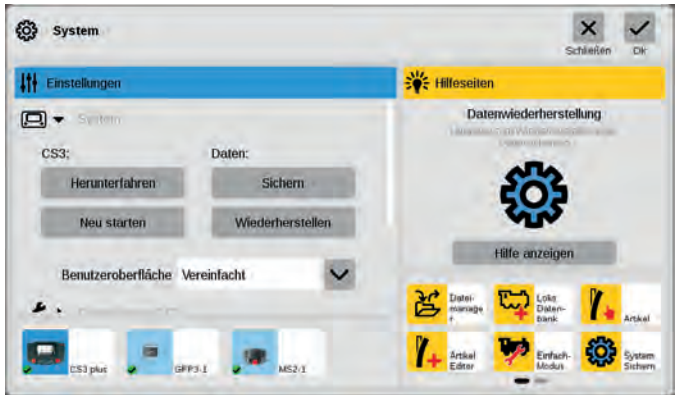 System
Schließen
Ok
Einstellungen
System
CS3:
Daten:
Herunterfahren
Sichern
Neu starten
Wiederherstellen
Benutzeroberfläche
Vereinfacht
CS3 plus
GFP3-1
MS2-1
Hilfeseiten
Datenwiederherstellung
Hilfe anzeigen
Datei-
manage
r
Loks
Daten-
bank
Artikel
Artikel
Editor
Einfach-
Modus
System
Sichern